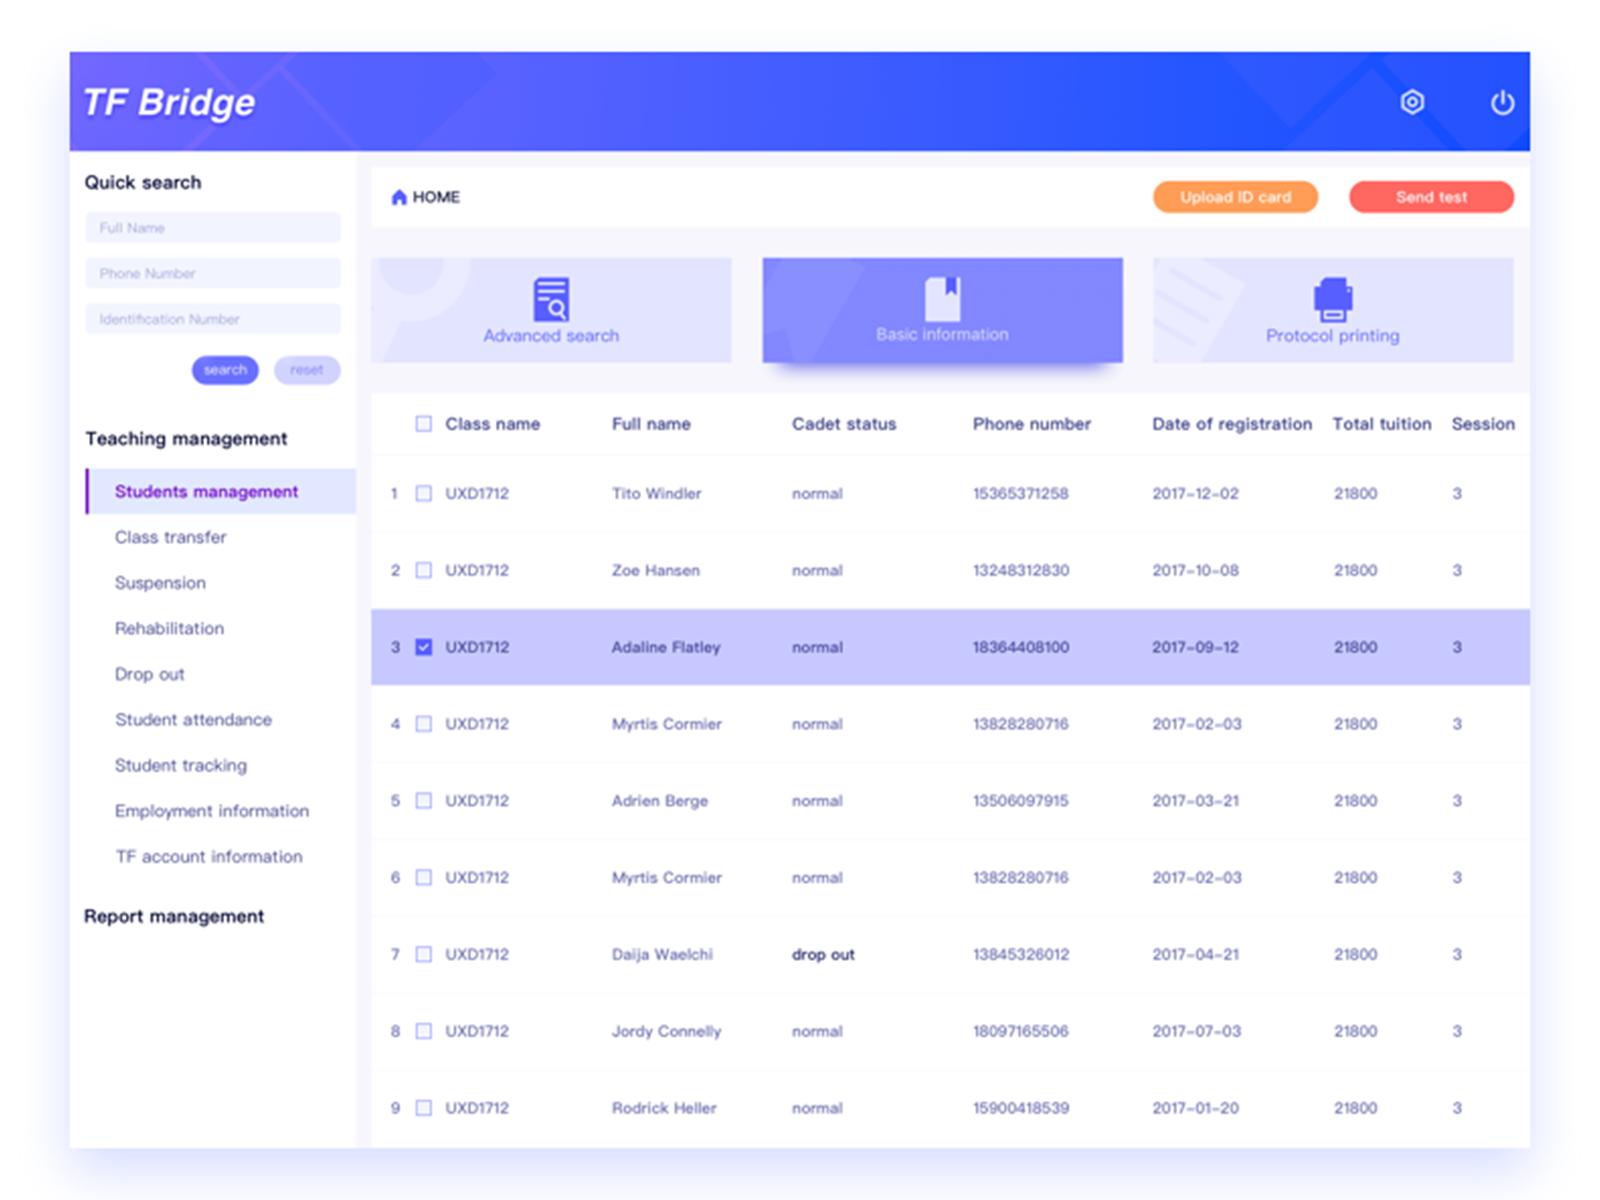 TF Bridge
Quick search
Full Name
Phone Number
Identification Number
search reset
Teaching management
Students management
Class transfer
Suspension
Rehabilitation
Drop out
Student attendance
Student tracking
Employment information
TF account information
Report management
HOME
Upload ID card
Send test
Advanced search
Basic information
Protocol printing
Class name Full name Cadet status Phone number Date of registration Total tuition Session
1 UXD1712 Tito Windler normal 15365371258 2017-12-02 21800 3
2 UXD1712 Zoe Hansen normal 13248312830 2017-10-08 21800 3
3 UXD1712 Adaline Flatley normal 18364408100 2017-09-12 21800 3
4 UXD1712 Myrtis Cormier normal 13828280716 2017-02-03 21800 3
5 UXD1712 Adrien Berge normal 13506097915 2017-03-21 21800 3
6 UXD1712 Myrtis Cormier normal 13828280716 2017-02-03 21800 3
7 UXD1712 Daija Waelchi drop out 13845326012 2017-04-21 21800 3
8 UXD1712 Jordy Connelly normal 18097165506 2017-07-03 21800 3
9 UXD1712 Rodrick Heller normal 15900418539 2017-01-20 21800 3